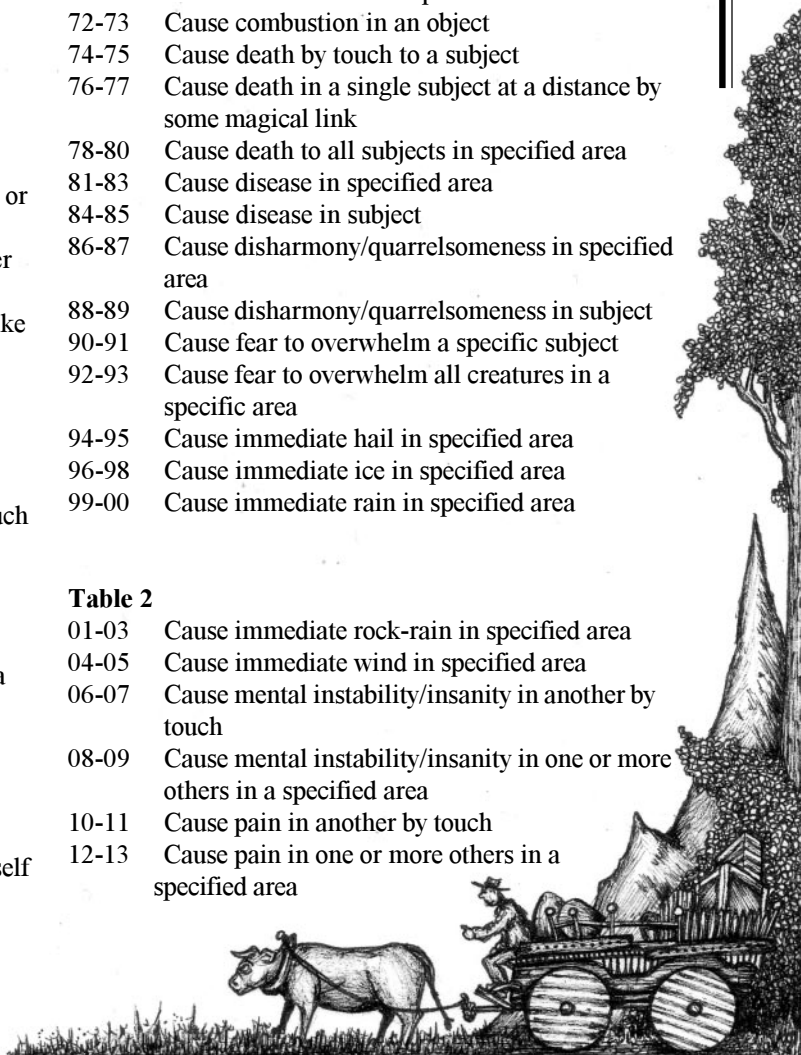 or
er
ke
uch
a
self
72-73 Cause combustion in an object
74-75 Cause death by touch to a subject
76-77 Cause death in a single subject at a distance by
some magical link
78-80 Cause death to all subjects in specified area
81-83 Cause disease in specified area
84-85 Cause disease in subject
86-87 Cause disharmony/quarrelsomeness in specified
area
88-89 Cause disharmony/quarrelsomeness in subject
90-91 Cause fear to overwhelm a specific subject
92-93 Cause fear to overwhelm all creatures in a
specific area
94-95 Cause immediate hail in specified area
96-98 Cause immediate ice in specified area
99-00 Cause immediate rain in specified area
Table 2
01-03 Cause immediate rock-rain in specified area
04-05 Cause immediate wind in specified area
06-07 Cause mental instability/insanity in another by
touch
08-09 Cause mental instability/insanity in one or more
others in a specified area
10-11 Cause pain in another by touch
12-13 Cause pain in one or more others in a
specified area